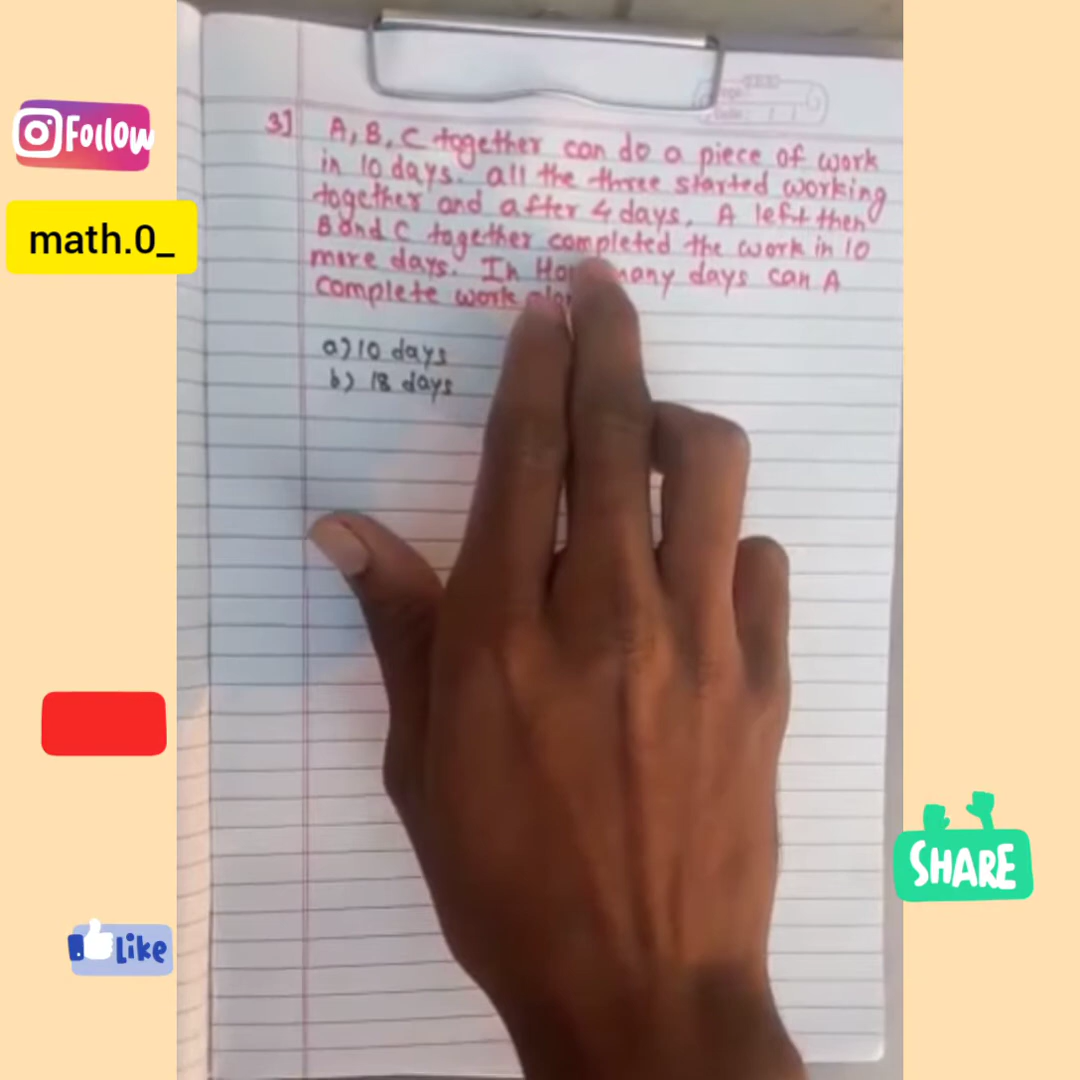 Follow
math.0_
3] A, B, C together can do a piece of work
in 10 days. all the three started working
together and after 4 days, A left then
B and C together completed the work in 10
more days. In many days can A
complete work
a) 10 days
b) 18 days
SHARE
Like